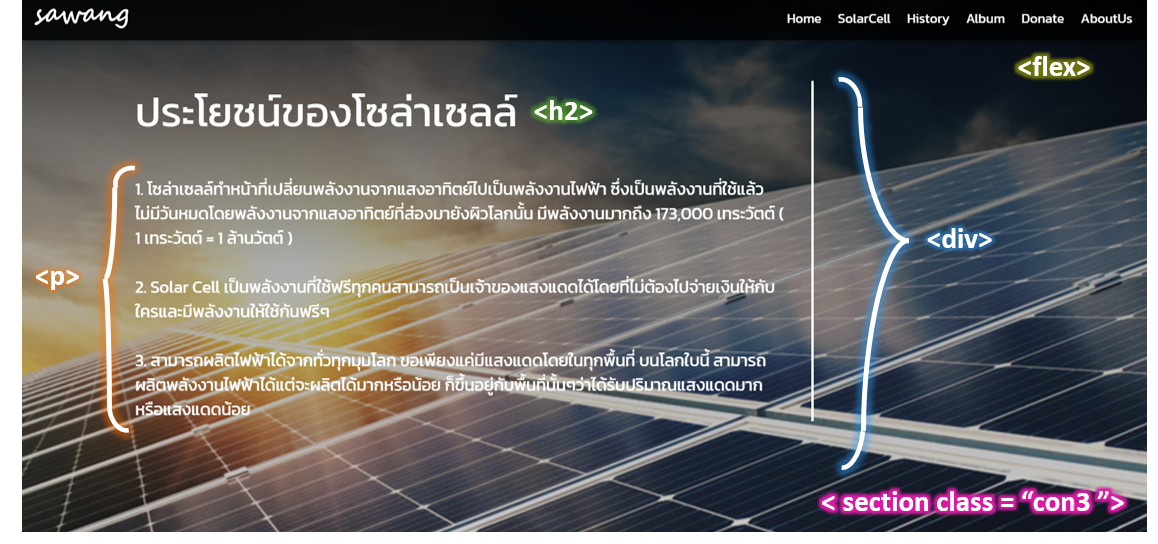 sawang
Home SolarCell History Album Donate AboutUs
<flex>
ประโยชน์ของโซล่าเซลล์ <h2>
1. โซล่าเซลล์ทำหน้าที่เปลี่ยนพลังงานจากแสงอาทิตย์ไปเป็นพลังงานไฟฟ้า ซึ่งเป็นพลังงานที่ใช้แล้ว
ไม่มีวันหมดโดยพลังงานจากแสงอาทิตย์ที่ส่องมายังผิวโลกนั้น มีพลังงานมากถึง 173,000 เทระวัตต์ (
1 เทระวัตต์ = 1 ล้านวัตต์ )
<div>
<p>
2. Solar Cell เป็นพลังงานที่ใช้ฟรีทุกคนสามารถเป็นเจ้าของแสงแดดได้โดยที่ไม่ต้องไปจ่ายเงินให้กับ
ใครและมีพลังงานให้ใช้กันฟรีๆ
3. สามารถผลิตไฟฟ้าได้จากทั่วทุกมุมโลก ขอเพียงแค่มีแสงแดดโดยในทุกพื้นที่ บนโลกใบนี้ สามารถ
ผลิตพลังงานไฟฟ้าได้แต่จะผลิตได้มากหรือน้อย ก็ขึ้นอยู่กับพื้นที่นั้นๆว่าได้รับปริมาณแสงแดดมาก
หรือแสงแดดน้อย
< section class = “con3 ”>